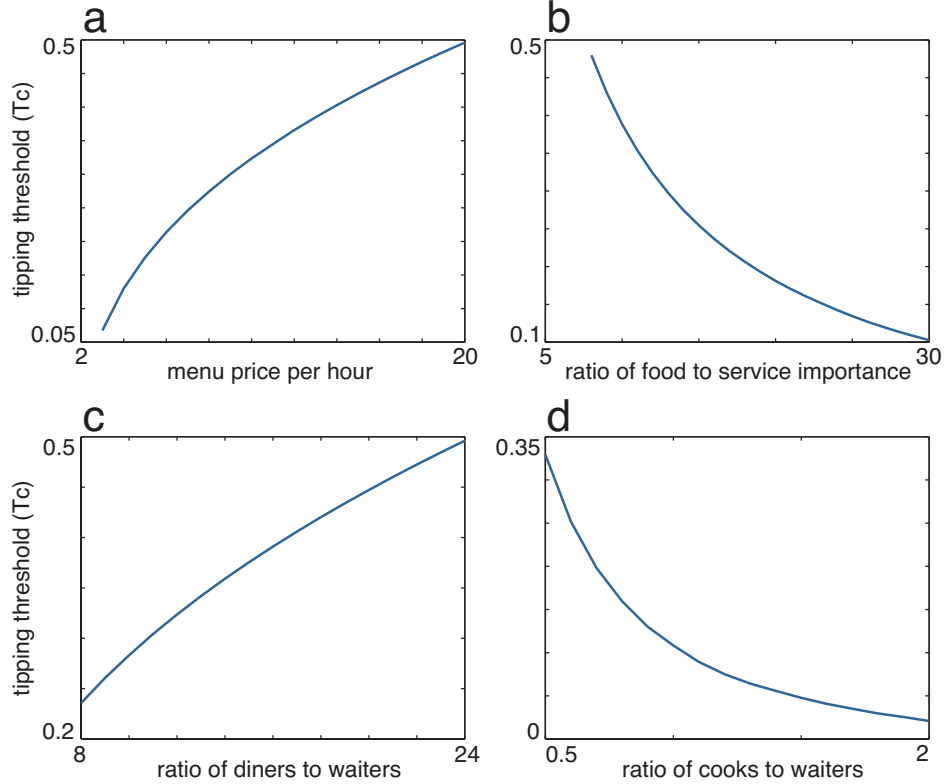 a
0.5
tipping threshold (Tc)
0.05
2
20
menu price per hour
b
0.5
0.1
5
30
ratio of food to service importance
c
0.5
tipping threshold (Tc)
0.2
8
24
ratio of diners to waiters
d
0.35
0
0.5
2
ratio of cooks to waiters